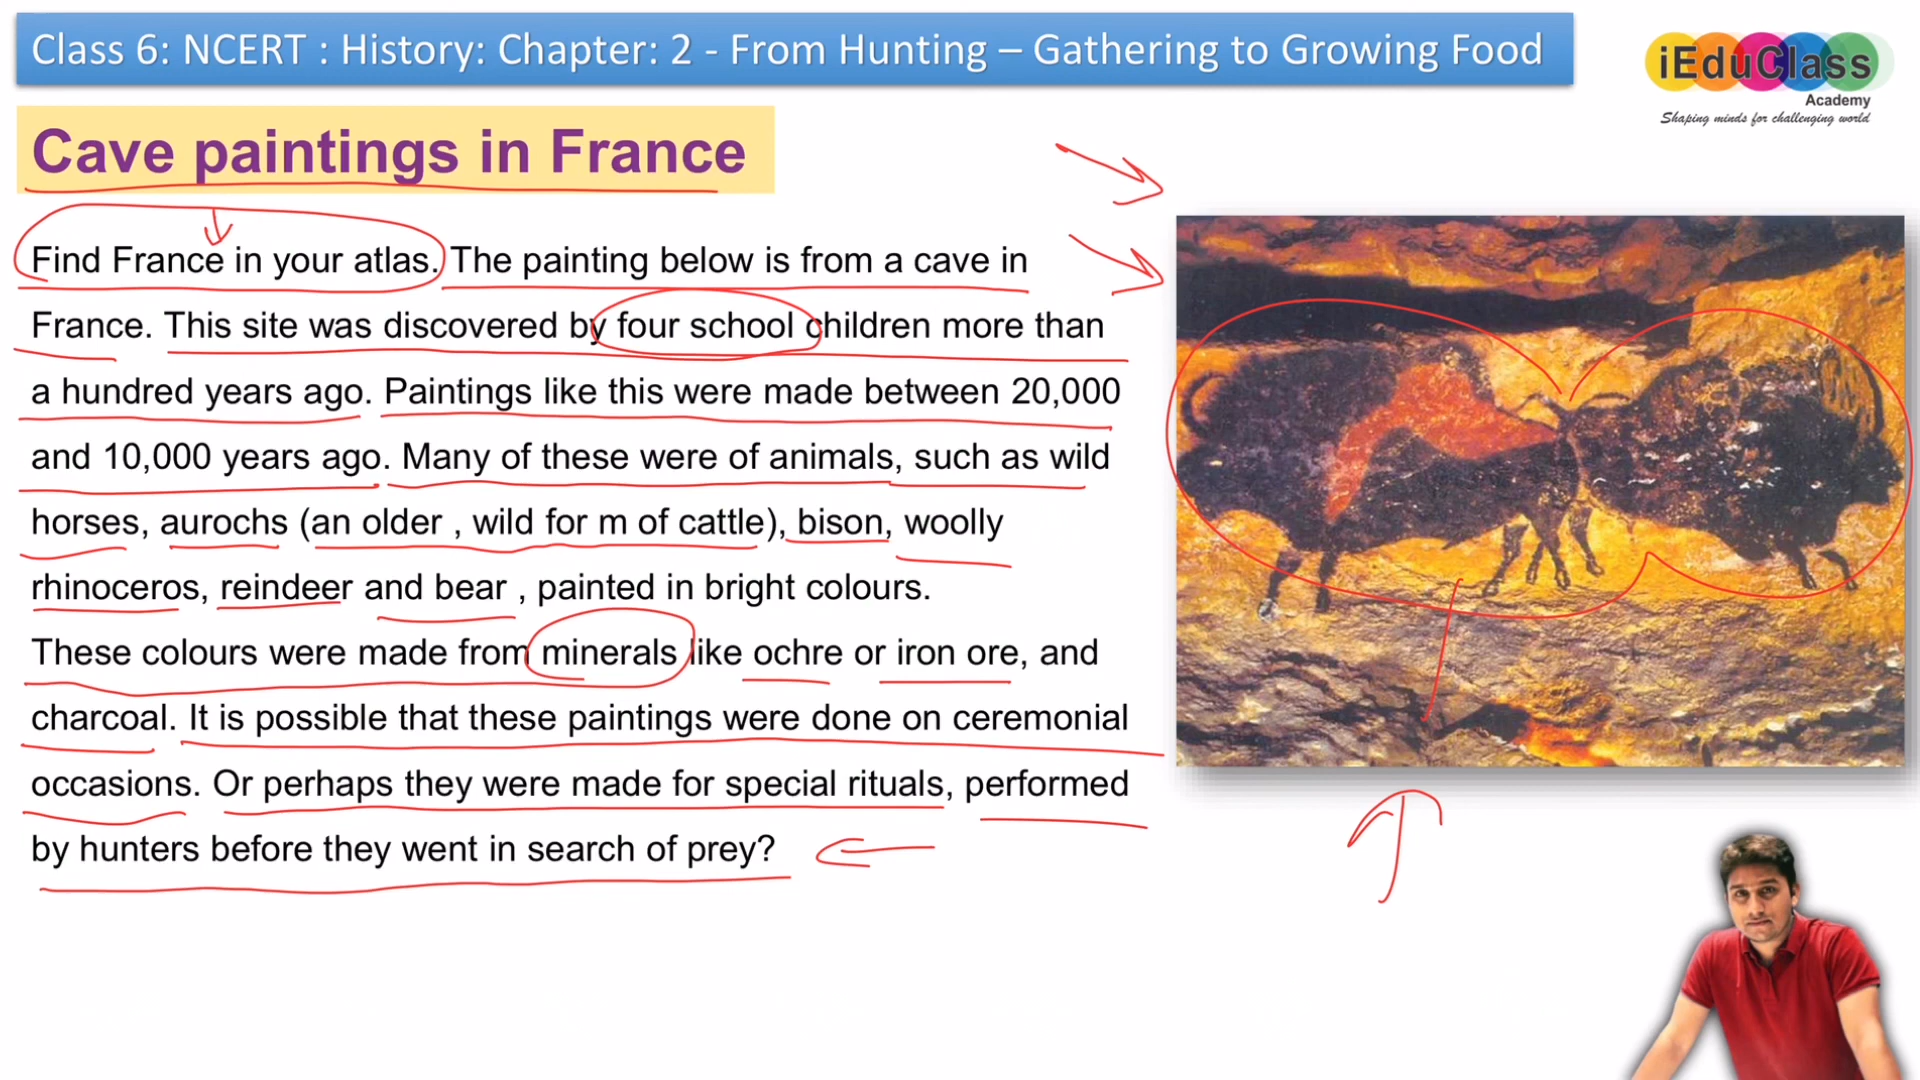 Class 6: NCERT : History: Chapter: 2 - From Hunting – Gathering to Growing Food
iEduClass
Academy
Shaping minds for challenging world
Cave paintings in France
Find France in your atlas. The painting below is from a cave in
France. This site was discovered by four school children more than
a hundred years ago. Paintings like this were made between 20,000
and 10,000 years ago. Many of these were of animals, such as wild
horses, aurochs (an older , wild for m of cattle), bison, woolly
rhinoceros, reindeer and bear , painted in bright colours.
These colours were made from minerals like ochre or iron ore, and
charcoal. It is possible that these paintings were done on ceremonial
occasions. Or perhaps they were made for special rituals, performed
by hunters before they went in search of prey?